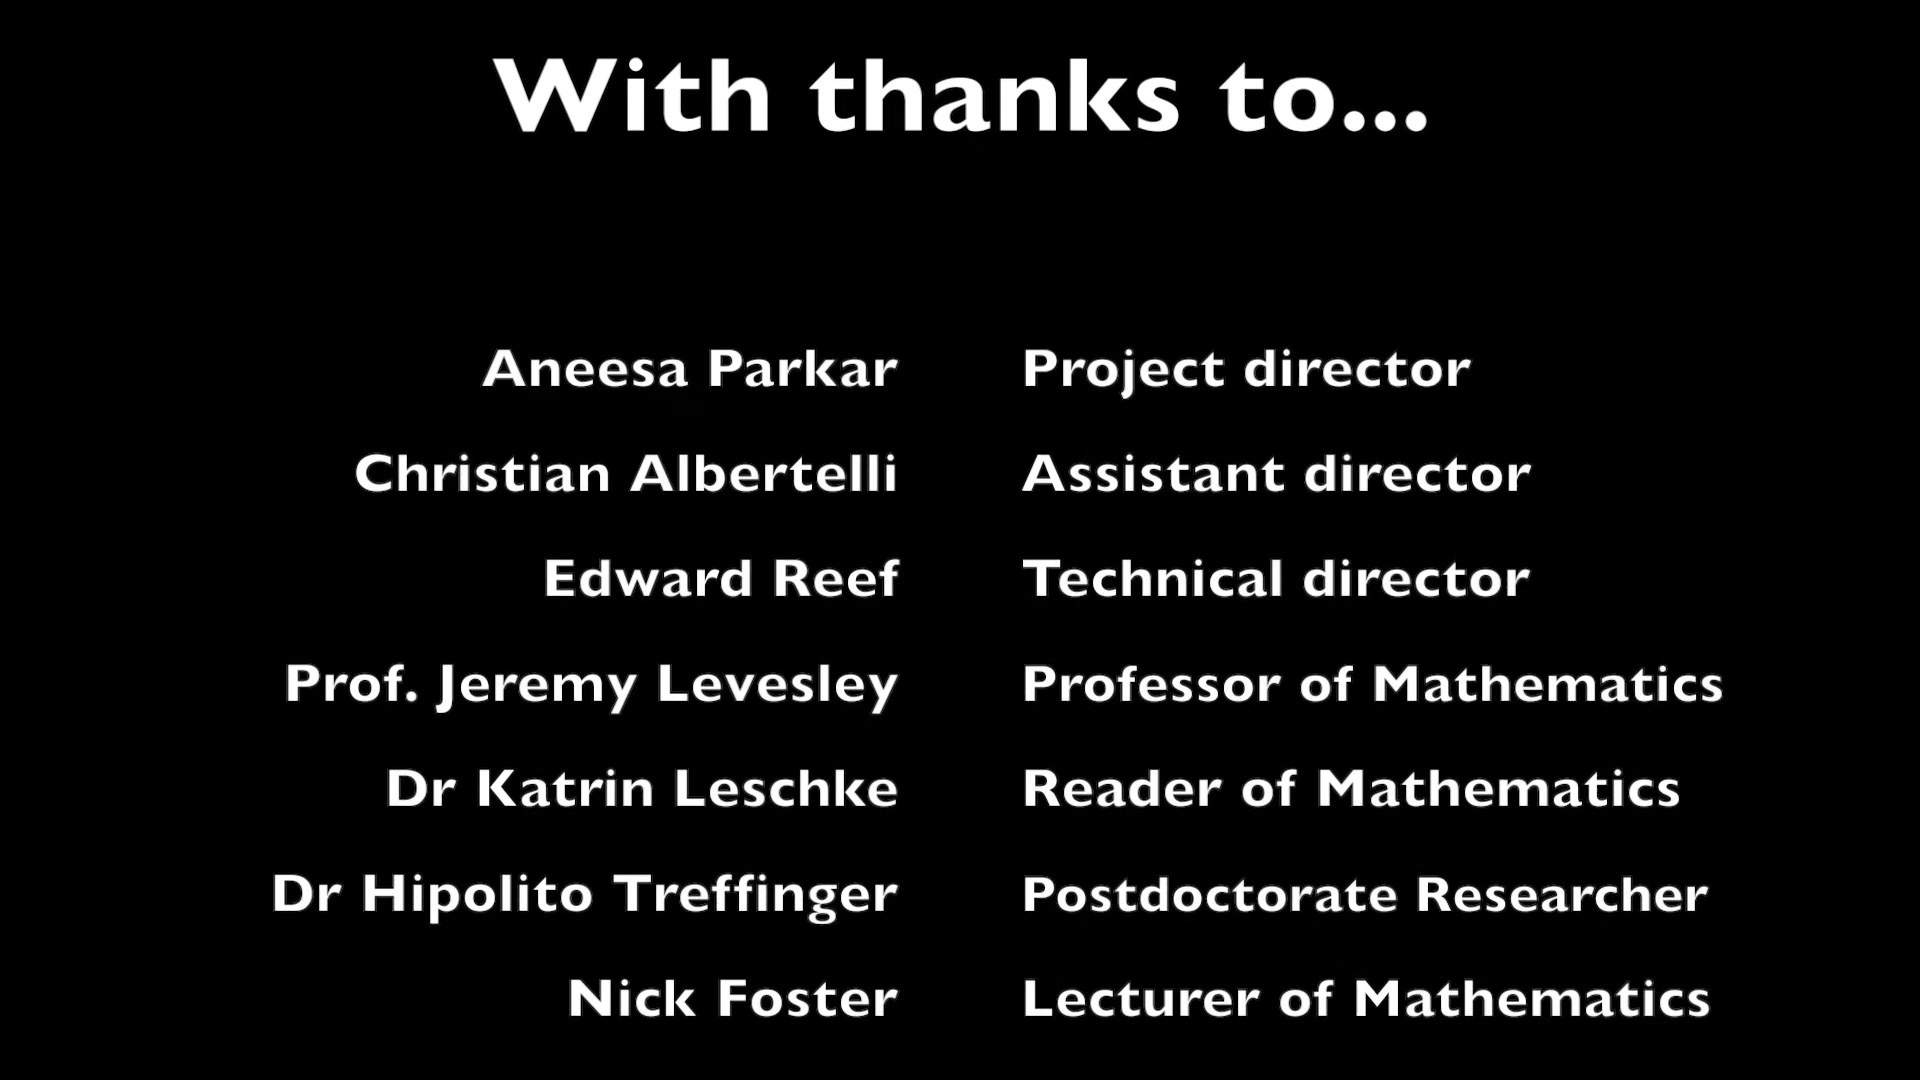 With thanks to...
Aneesa Parkar Project director
Christian Albertelli Assistant director
Edward Reef Technical director
Prof. Jeremy Levesley Professor of Mathematics
Dr Katrin Leschke Reader of Mathematics
Dr Hipolito Treffinger Postdoctorate Researcher
Nick Foster Lecturer of Mathematics